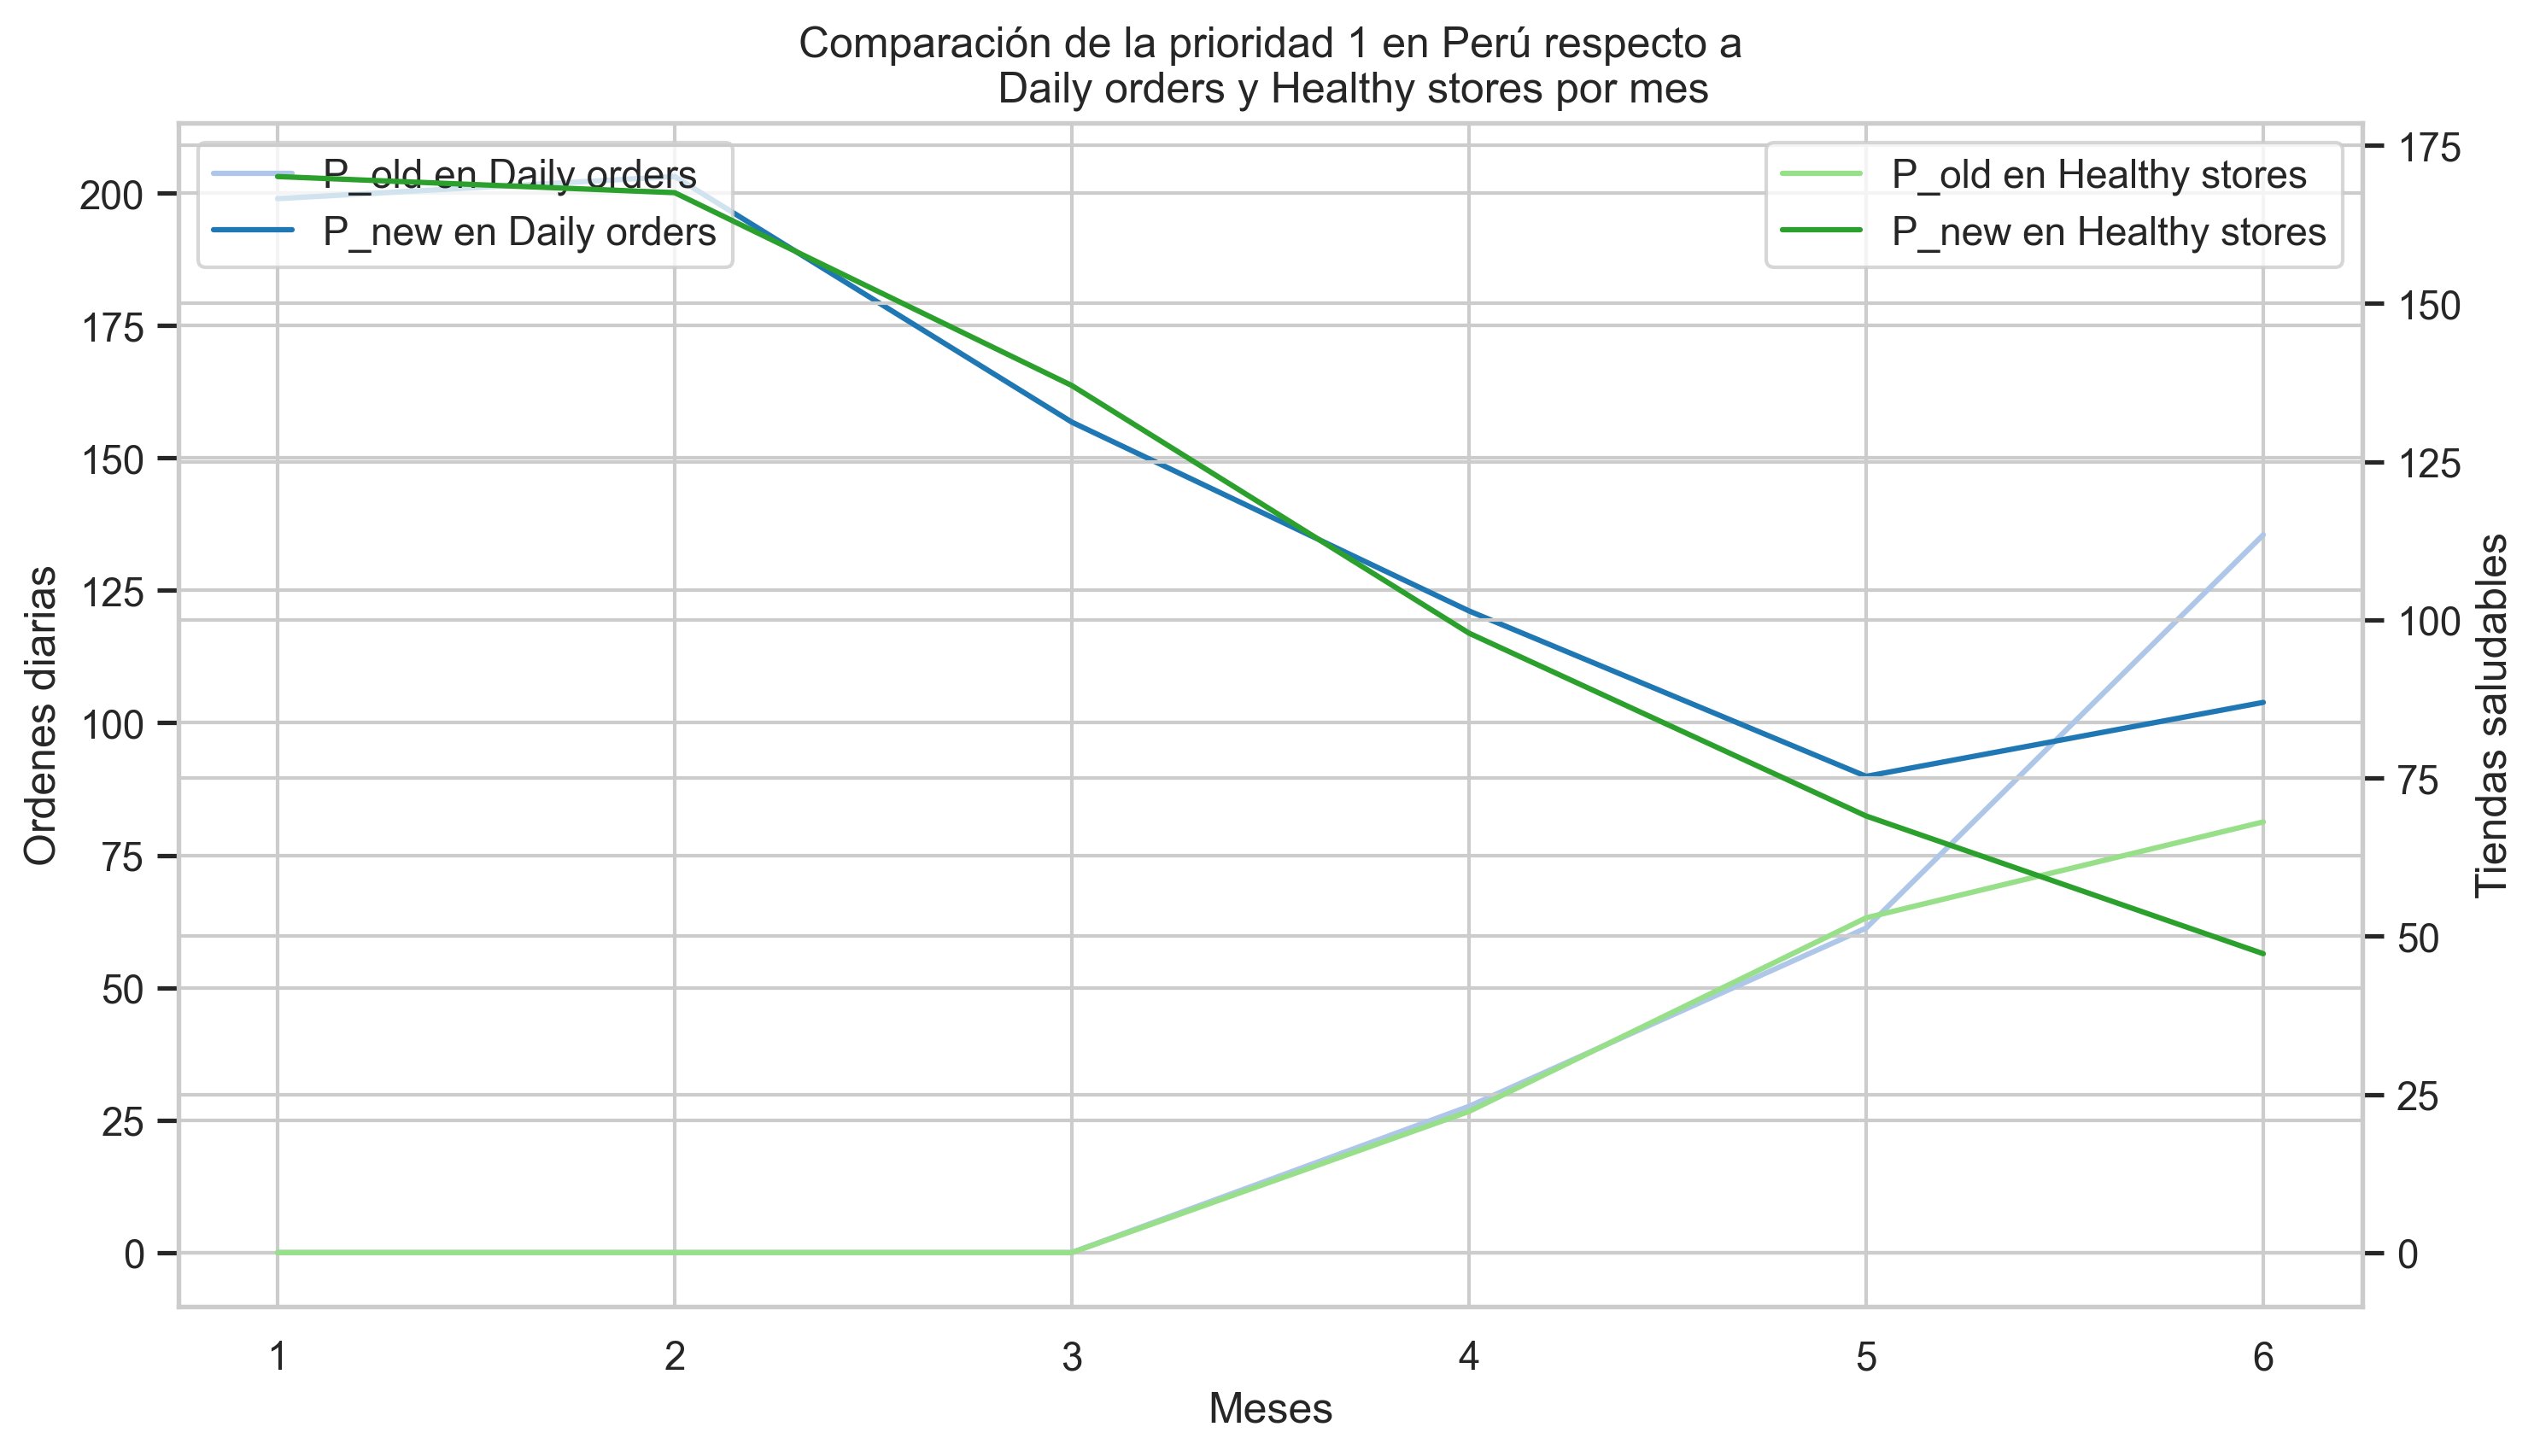 Comparación de la prioridad 1 en Perú respecto a
Daily orders y Healthy stores por mes
P_old en Daily orders
P_new en Daily orders
P_old en Healthy stores
P_new en Healthy stores
Ordenes diarias
200
175
150
125
100
75
50
25
0
175
150
125
100
75
50
25
0
Tiendas saludables
1 2 3 4 5 6
Meses